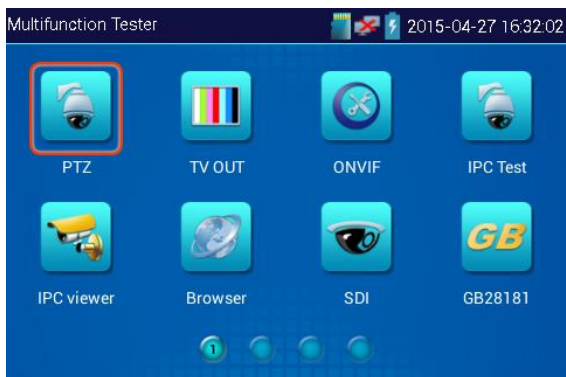 Multifunction Tester 2015-04-27 16:32:02
PTZ TV OUT ONVIF IPC Test
GB
IPC viewer Browser SDI GB28181
1